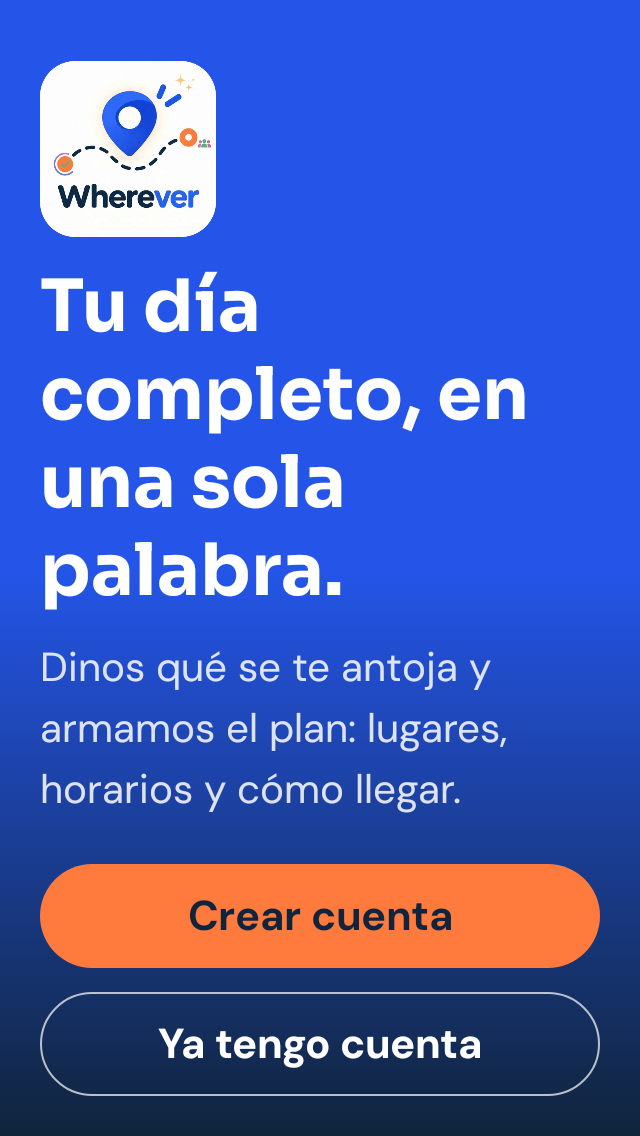 Wherever
Tu día
completo, en
una sola
palabra.
Dinos qué se te antoja y
armamos el plan: lugares,
horarios y cómo llegar.
Crear cuenta
Ya tengo cuenta